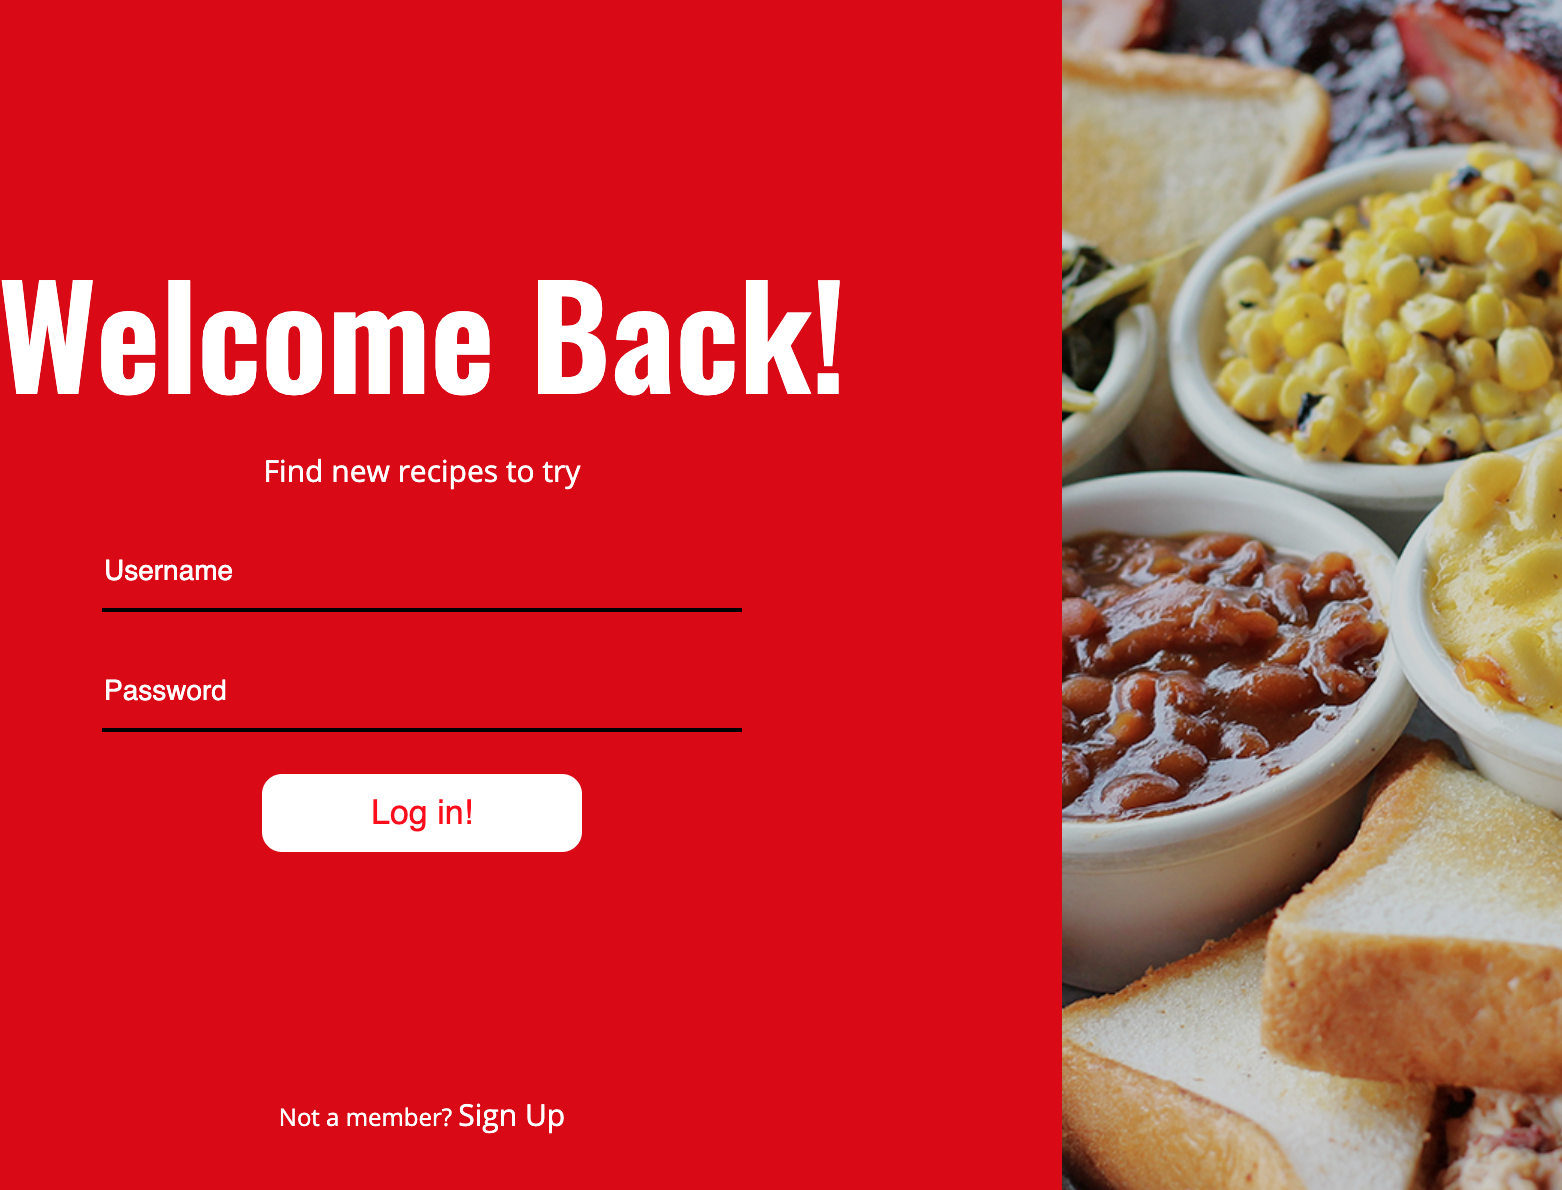 Welcome Back!
Find new recipes to try
Username
Password
Log in!
Not a member? Sign Up